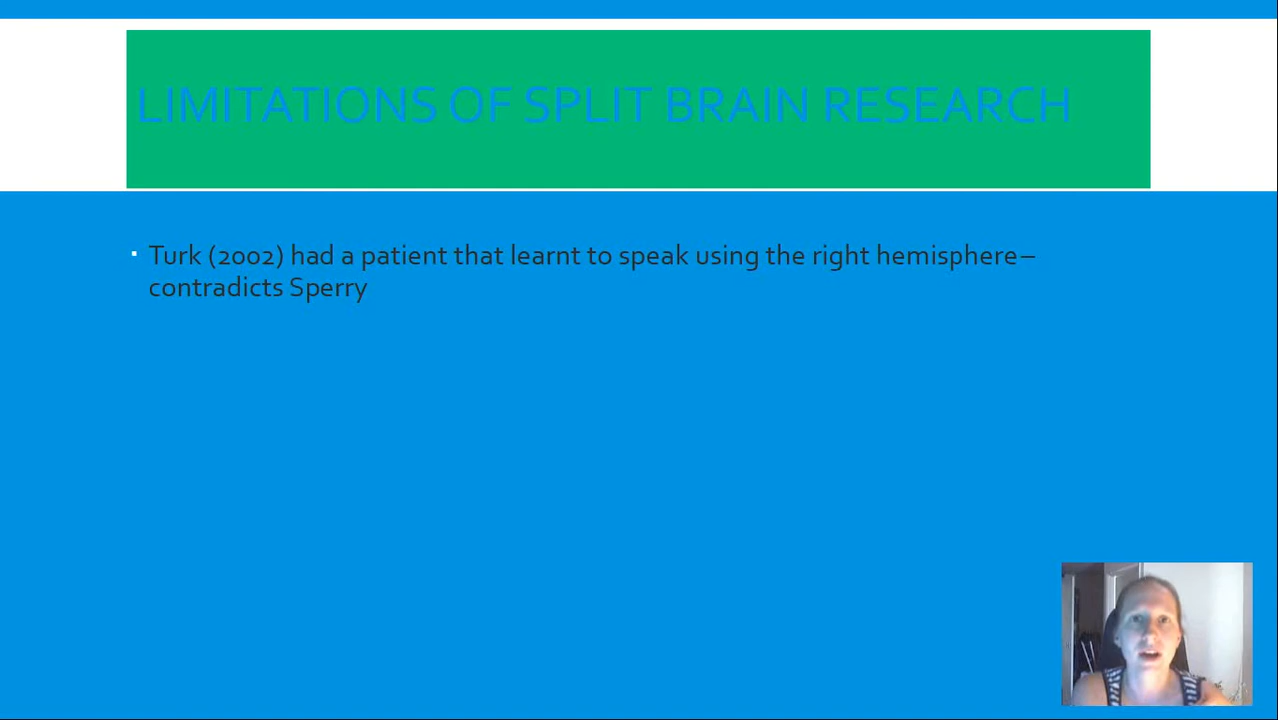 LIMITATIONS OF SPLIT BRAIN RESEARCH
Turk (2002) had a patient that learnt to speak using the right hemisphere–
contradicts Sperry